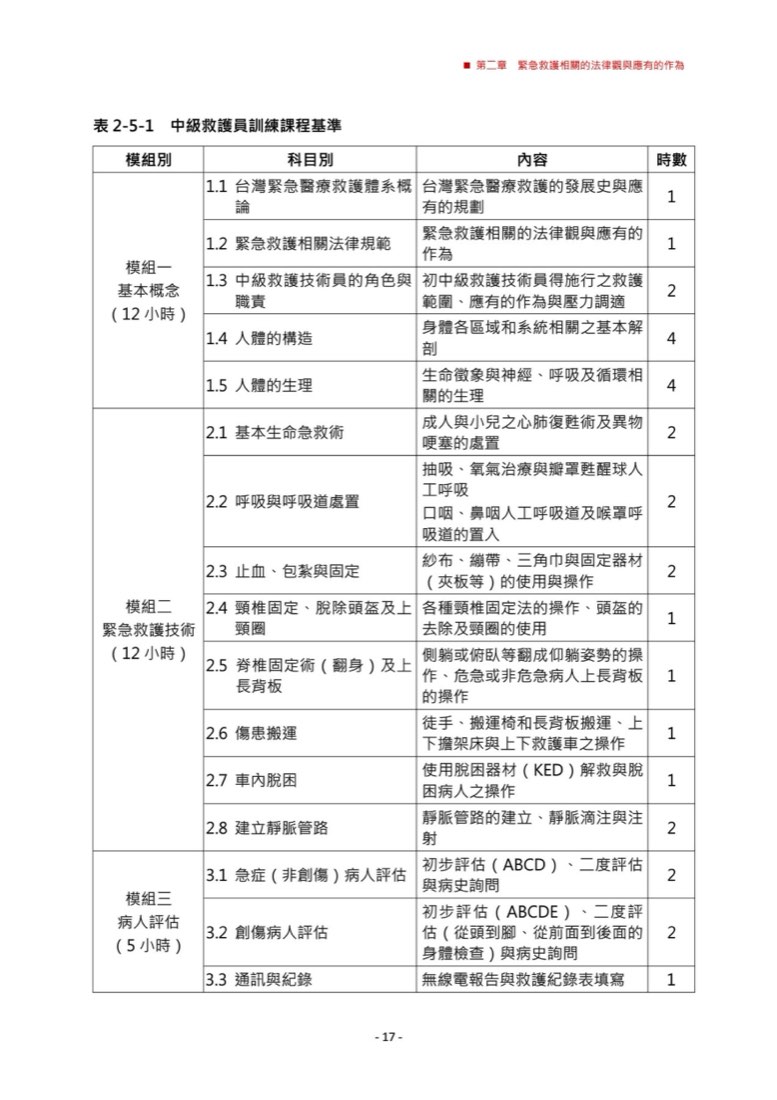 ■ 第二章 緊急救護相關的法律觀與應有的作為
表 2-5-1 中級救護員訓練課程基準
模組別 科目別 內容 時數
模組一
基本概念
（12 小時）
1.1 台灣緊急醫療救護體系概
論
台灣緊急醫療救護的發展史與應
有的規劃
1
1.2 緊急救護相關法律規範
緊急救護相關的法律觀與應有的
作為
1
1.3 中級救護技術員的角色與
職責
初中級救護技術員得施行之救護
範圍、應有的作為與壓力調適
2
1.4 人體的構造
身體各區域和系統相關之基本解
剖
4
1.5 人體的生理
生命徵象與神經、呼吸及循環相
關的生理
4
模組二
緊急救護技術
（12 小時）
2.1 基本生命急救術
成人與小兒之心肺復甦術及異物
哽塞的處置
2
2.2 呼吸與呼吸道處置
抽吸、氧氣治療與瓣罩甦醒球人
工呼吸
口咽、鼻咽人工呼吸道及喉罩呼
吸道的置入
2
2.3 止血、包紮與固定
紗布、繃帶、三角巾與固定器材
（夾板等）的使用與操作
2
2.4 頸椎固定、脫除頭盔及上
頸圈
各種頸椎固定法的操作、頭盔的
去除及頸圈的使用
1
2.5 脊椎固定術（翻身）及上
長背板
側躺或俯臥等翻成仰躺姿勢的操
作、危急或非危急病人上長背板
的操作
1
2.6 傷患搬運
徒手、搬運椅和長背板搬運、上
下擔架床與上下救護車之操作
1
2.7 車內脫困
使用脫困器材（KED）解救與脫
困病人之操作
1
2.8 建立靜脈管路
靜脈管路的建立、靜脈滴注與注
射
2
模組三
病人評估
（5 小時）
3.1 急症（非創傷）病人評估
初步評估（ABCD）、二度評估
與病史詢問
2
3.2 創傷病人評估
初步評估（ABCDE）、二度評
估（從頭到腳、從前面到後面的
身體檢查）與病史詢問
2
3.3 通訊與紀錄
無線電報告與救護紀錄表填寫
1
- 17 -